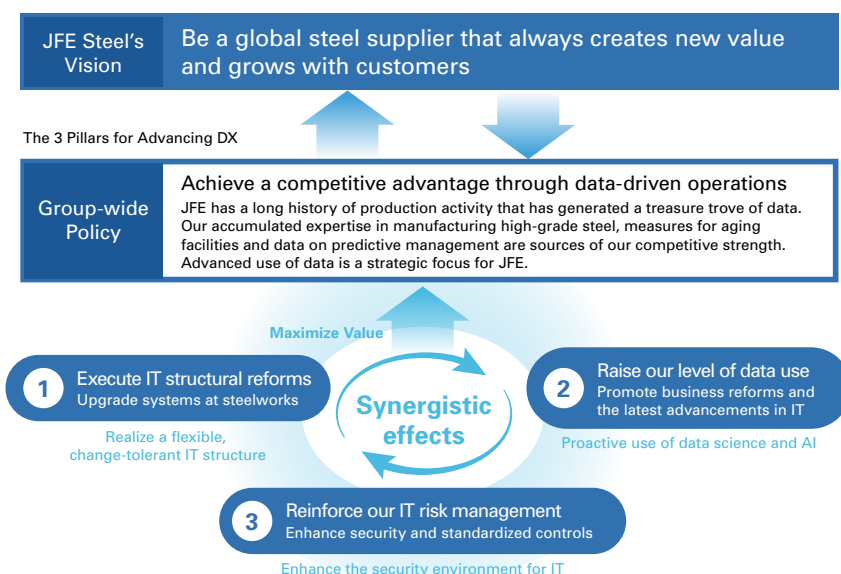 JFE Steel's
Vision
Be a global steel supplier that always creates new value
and grows with customers
The 3 Pillars for Advancing DX
Group-wide
Policy
Achieve a competitive advantage through data-driven operations
JFE has a long history of production activity that has generated a treasure trove of data.
Our accumulated expertise in manufacturing high-grade steel, measures for aging
facilities and data on predictive management are sources of our competitive strength.
Advanced use of data is a strategic focus for JFE.
Maximize Value
1
Execute IT structural reforms
Upgrade systems at steelworks
Realize a flexible,
change-tolerant IT structure
Synergistic
effects
2
Raise our level of data use
Promote business reforms and
the latest advancements in IT
Proactive use of data science and AI
3
Reinforce our IT risk management
Enhance security and standardized controls
Enhance the security environment for IT